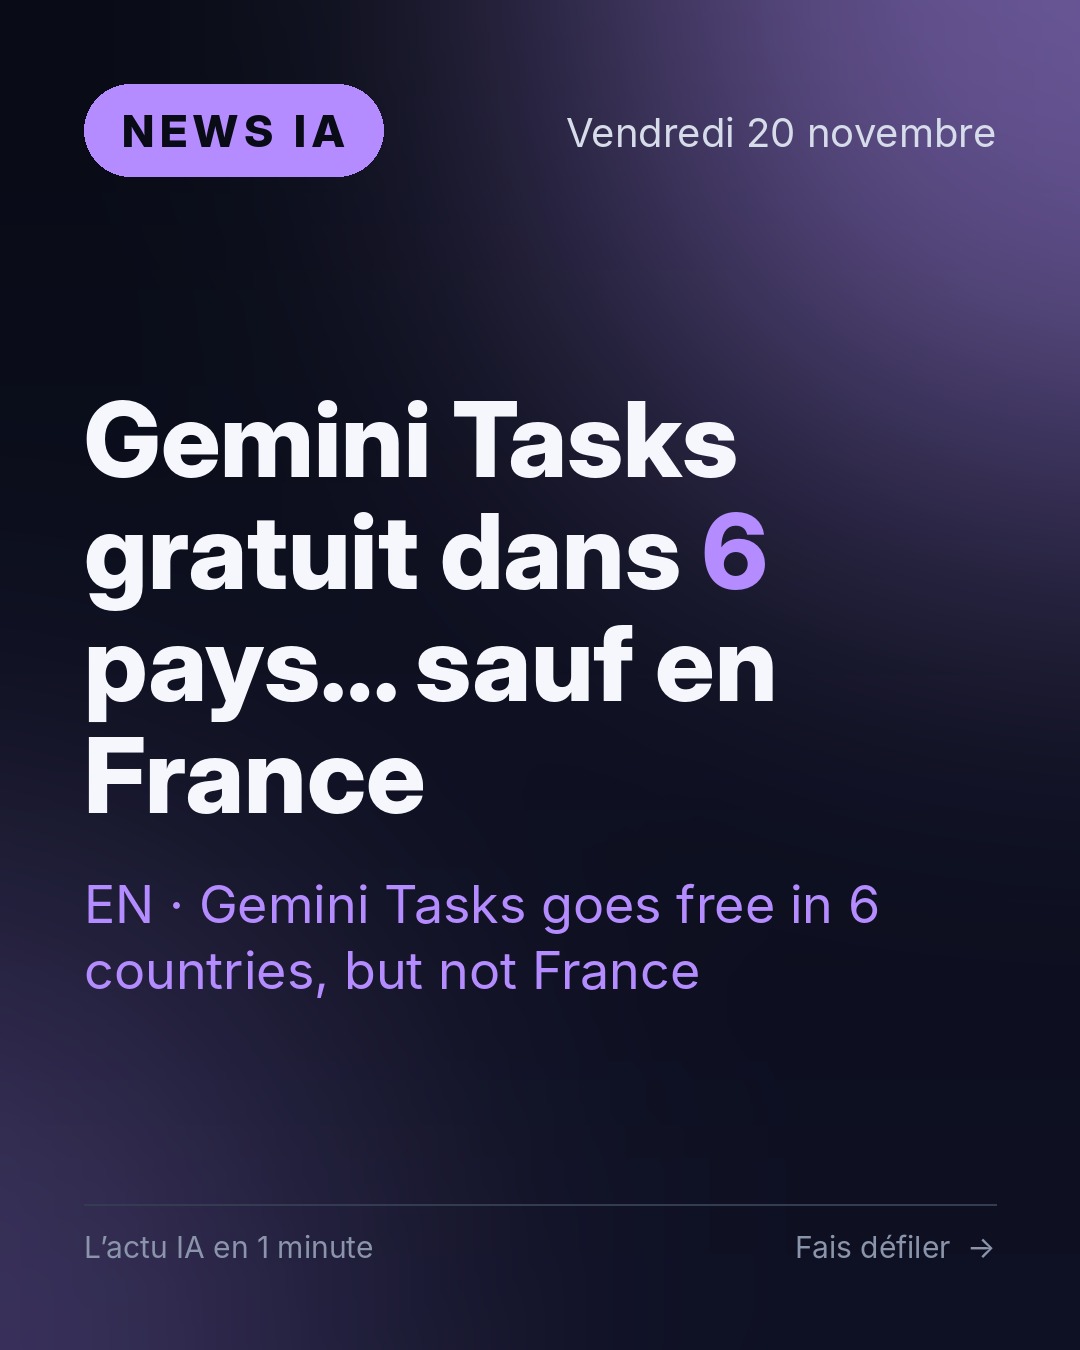 NEWS IA
Vendredi 20 novembre
Gemini Tasks
gratuit dans 6
pays... sauf en
France
EN · Gemini Tasks goes free in 6
countries, but not France
L’actu IA en 1 minute
Fais défiler →